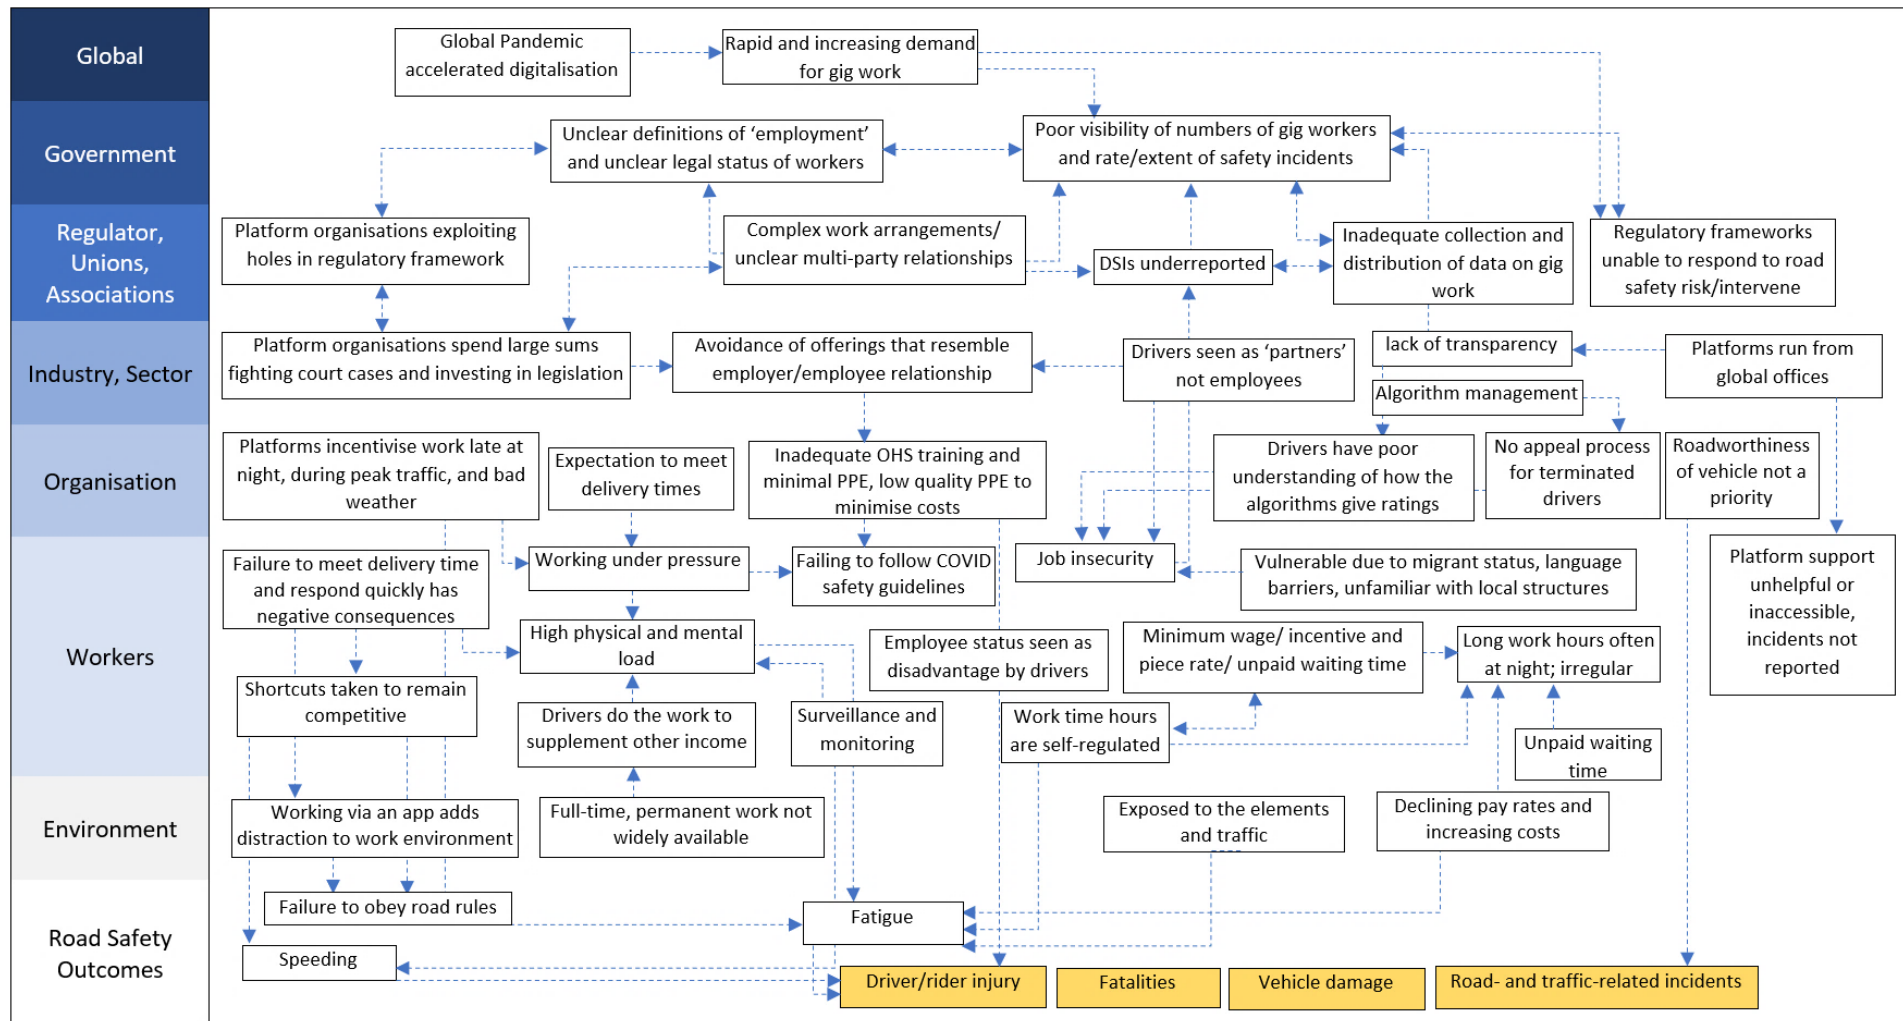 Global
Global Pandemic
accelerated digitalisation
Rapid and increasing demand
for gig work
Government
Unclear definitions of ‘employment’
and unclear legal status of workers
Poor visibility of numbers of gig workers
and rate/extent of safety incidents
Regulator,
Unions,
Associations
Platform organisations exploiting
holes in regulatory framework
Complex work arrangements/
unclear multi-party relationships
DSIs underreported
Inadequate collection and
distribution of data on gig
work
Regulatory frameworks
unable to respond to road
safety risk/intervene
Industry, Sector
Platform organisations spend large sums
fighting court cases and investing in legislation
Avoidance of offerings that resemble
employer/employee relationship
Drivers seen as ‘partners’
not employees
lack of transparency
Algorithm management
Platforms run from
global offices
Organisation
Platforms incentivise work late at
night, during peak traffic, and bad
weather
Expectation to meet
delivery times
Inadequate OHS training and
minimal PPE, low quality PPE to
minimise costs
Drivers have poor
understanding of how the
algorithms give ratings
No appeal process
for terminated
drivers
Roadworthiness
of vehicle not a
priority
Workers
Failure to meet delivery time
and respond quickly has
negative consequences
Working under pressure
Failing to follow COVID
safety guidelines
Job insecurity
Vulnerable due to migrant status, language
barriers, unfamiliar with local structures
Platform support
unhelpful or
inaccessible,
incidents not
reported
High physical and mental
load
Employee status seen as
disadvantage by drivers
Minimum wage/ incentive and
piece rate/ unpaid waiting time
Long work hours often
at night; irregular
Shortcuts taken to remain
competitive
Drivers do the work to
supplement other income
Surveillance and
monitoring
Work time hours
are self-regulated
Unpaid waiting
time
Environment
Working via an app adds
distraction to work environment
Full-time, permanent work not
widely available
Exposed to the elements
and traffic
Declining pay rates and
increasing costs
Road Safety
Outcomes
Failure to obey road rules
Fatigue
Speeding
Driver/rider injury
Fatalities
Vehicle damage
Road- and traffic-related incidents